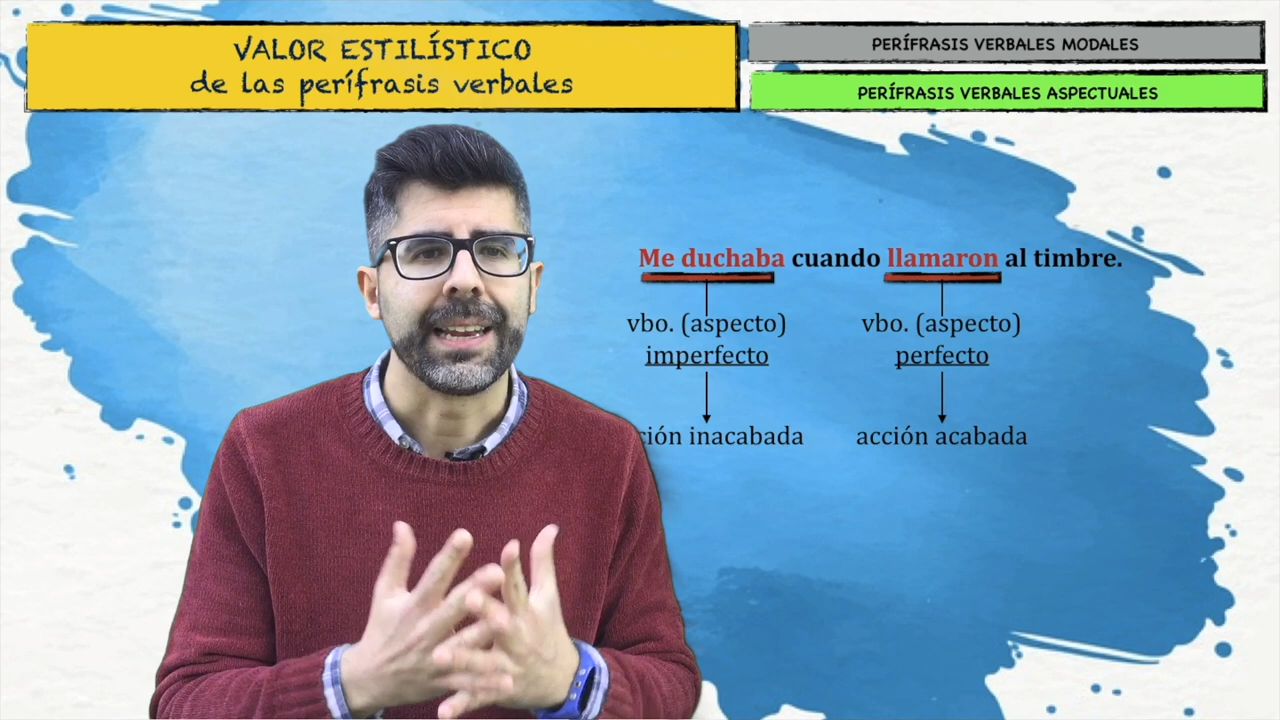 VALOR ESTILÍSTICO
de las perífrasis verbales
PERÍFRASIS VERBALES MODALES
PERÍFRASIS VERBALES ASPECTUALES
Me duchaba cuando llamaron al timbre.
vbo. (aspecto) vbo. (aspecto)
imperfecto perfecto
inacabada acción acabada